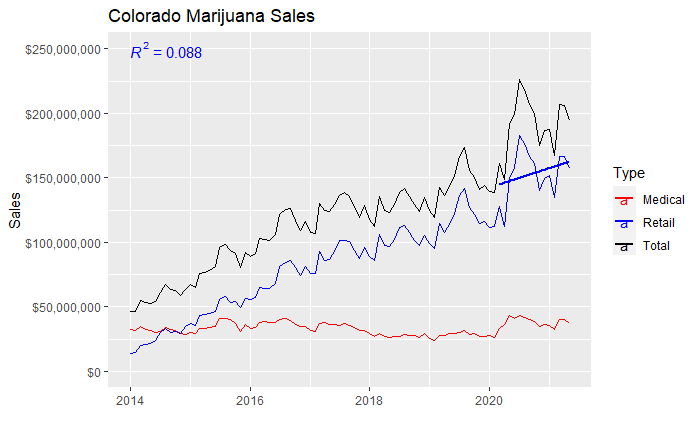 Colorado Marijuana Sales
$250,000,000
R² = 0.088
$200,000,000
$150,000,000
$100,000,000
$50,000,000
$0
Sales
2014 2016 2018 2020
Type
a Medical
a Retail
a Total